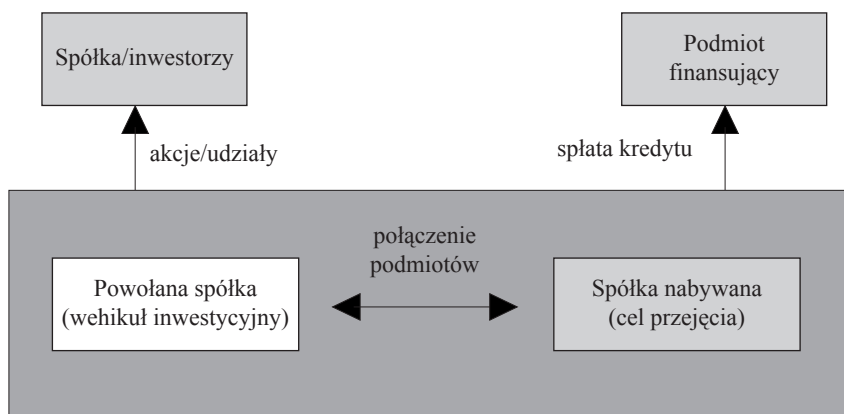 Spółka/inwestorzy
Podmiot
finansujący
akcje/udziały
spłata kredytu
połączenie
podmiotów
Powołana spółka
(wehikuł inwestycyjny)
Spółka nabywana
(cel przejęcia)